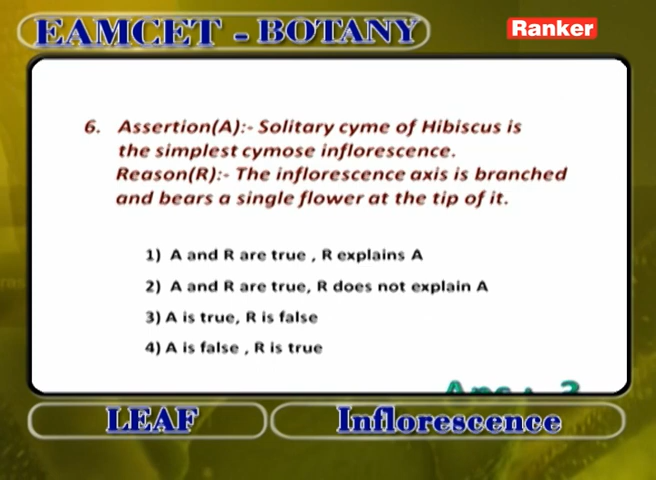 EAMCET - BOTANY
Ranker
6. Assertion(A):- Solitary cyme of Hibiscus is
the simplest cymose inflorescence.
Reason(R):- The inflorescence axis is branched
and bears a single flower at the tip of it.
1) A and R are true , R explains A
2) A and R are true, R does not explain A
3) A is true, R is false
4) A is false , R is true
Ans : 3
LEAF
Inflorescence